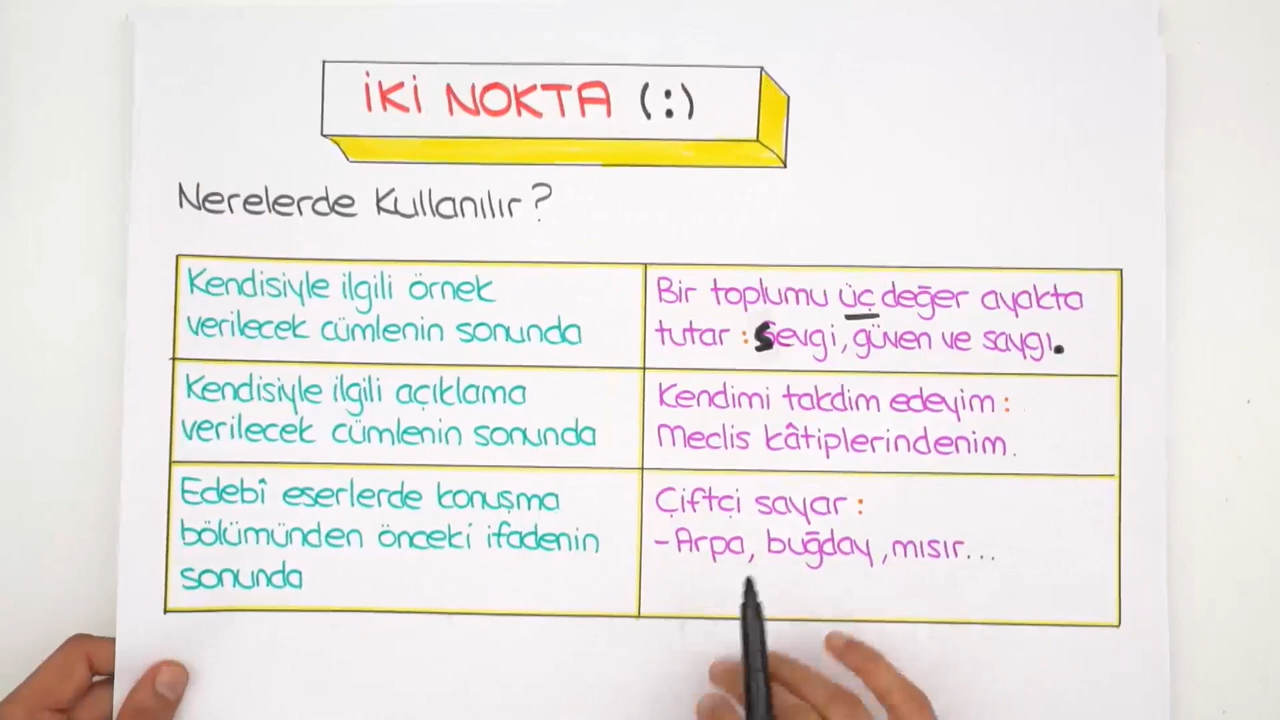 İKİ NOKTA (:)
Nerelerde Kullanılır?
Kendisiyle ilgili örnek
verilecek cümlenin sonunda
Bir toplumu üç değer ayakta
tutar : Sevgi, güven ve saygı.
Kendisiyle ilgili açıklama
verilecek cümlenin sonunda
Kendimi takdim edeyim :
Meclis kâtiplerindenim.
Edebî eserlerde konuşma
bölümünden önceki ifadenin
sonunda
Çiftçi sayar :
-Arpa, buğday, mısır...